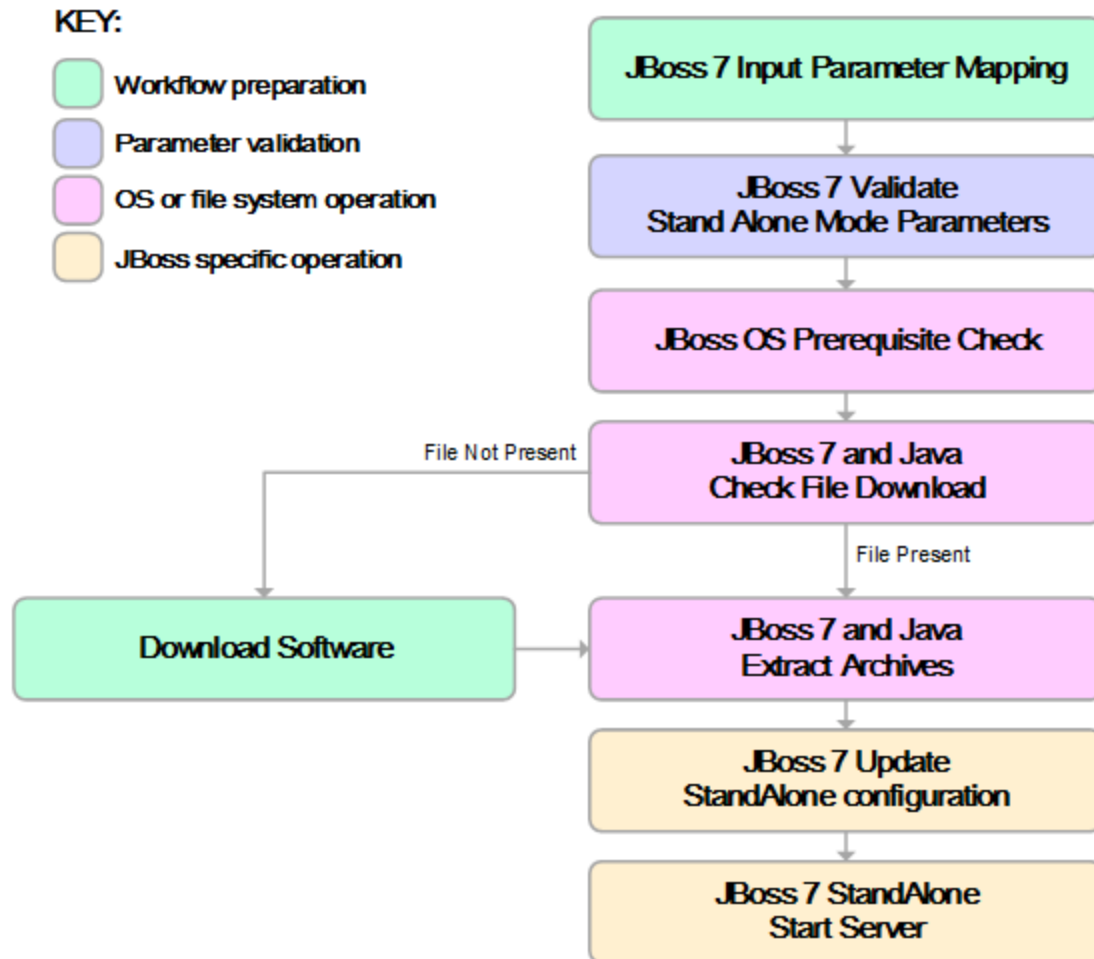 KEY:
Workflow preparation
Parameter validation
OS or file system operation
JBoss specific operation
JBoss 7 Input Parameter Mapping
JBoss 7 Validate
Stand Alone Mode Parameters
JBoss OS Prerequisite Check
JBoss 7 and Java
Check File Download
File Not Present
File Present
Download Software
JBoss 7 and Java
Extract Archives
JBoss 7 Update
StandAlone configuration
JBoss 7 StandAlone
Start Server